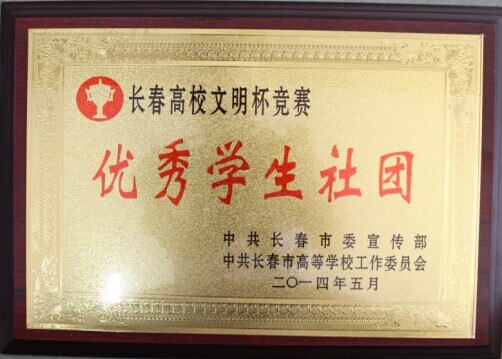 长春高校文明杯竞赛
优秀学生社团
中共长春市委宣传部
中共长春市高等学校工作委员会
二〇一四年五月